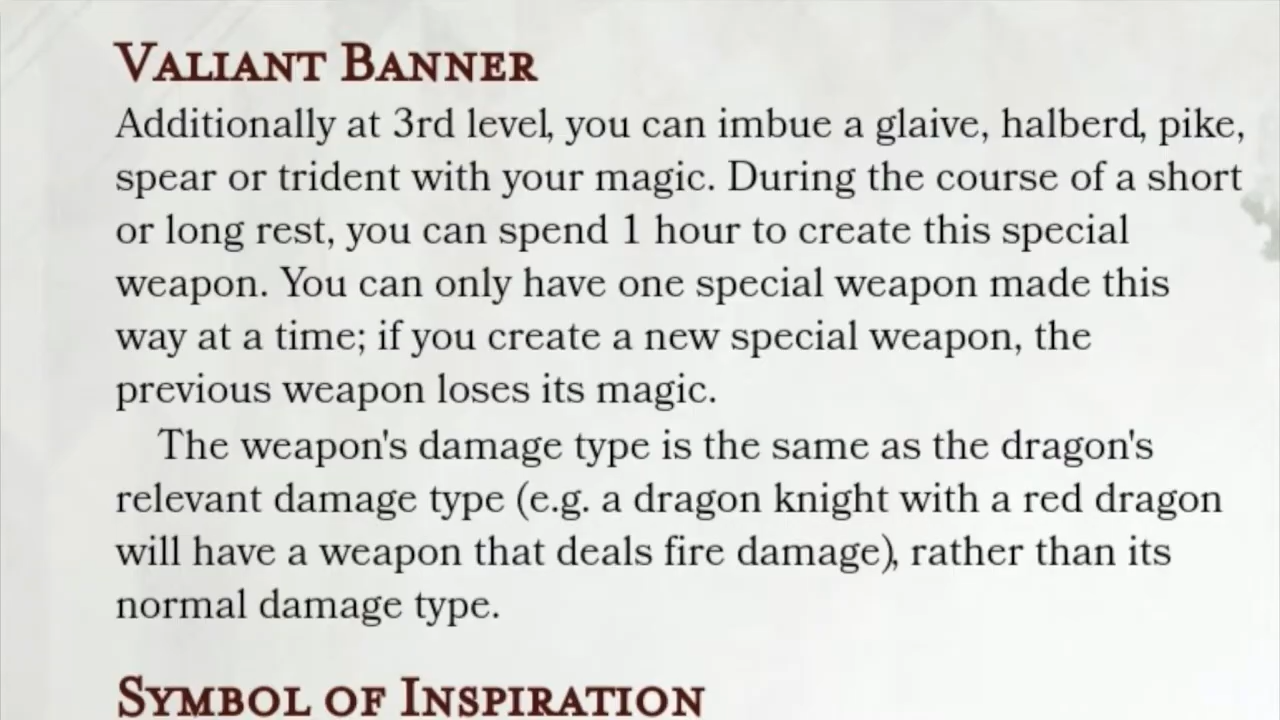 Valiant Banner
Additionally at 3rd level, you can imbue a glaive, halberd, pike,
spear or trident with your magic. During the course of a short
or long rest, you can spend 1 hour to create this special
weapon. You can only have one special weapon made this
way at a time; if you create a new special weapon, the
previous weapon loses its magic.
The weapon's damage type is the same as the dragon's
relevant damage type (e.g. a dragon knight with a red dragon
will have a weapon that deals fire damage), rather than its
normal damage type.
Symbol of Inspiration